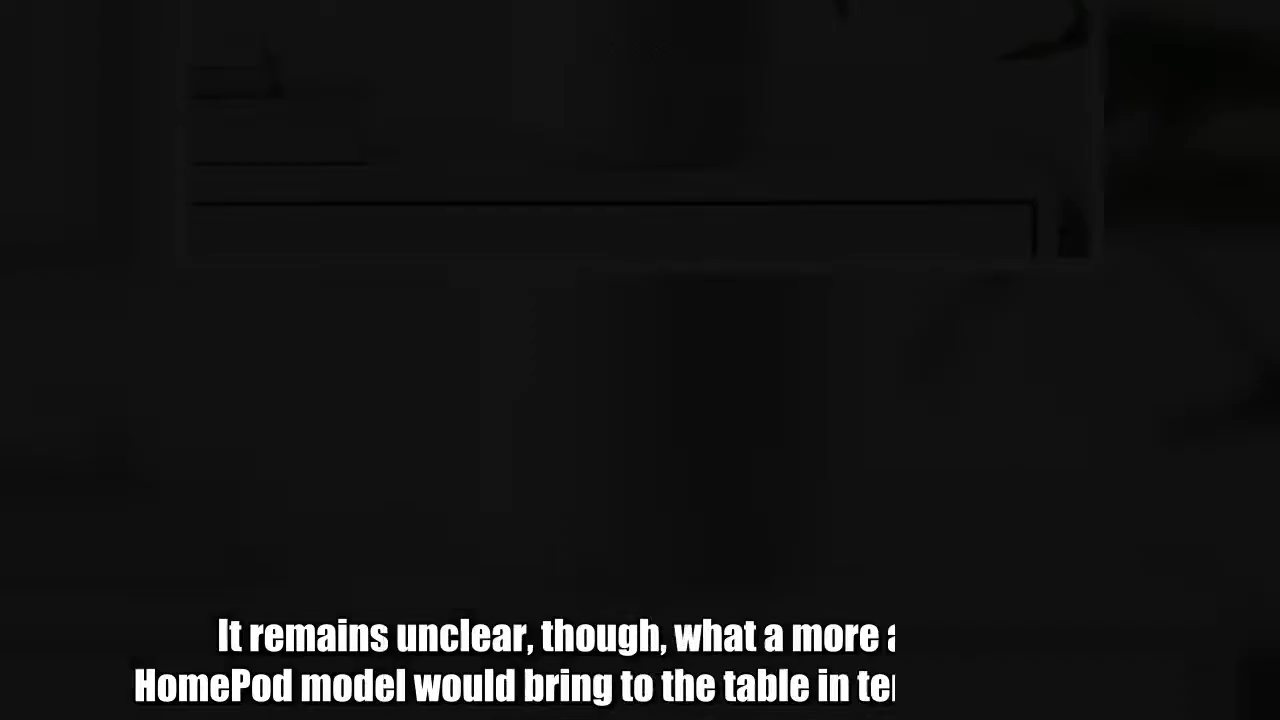 It remains unclear, though, what a more
HomePod model would bring to the table in